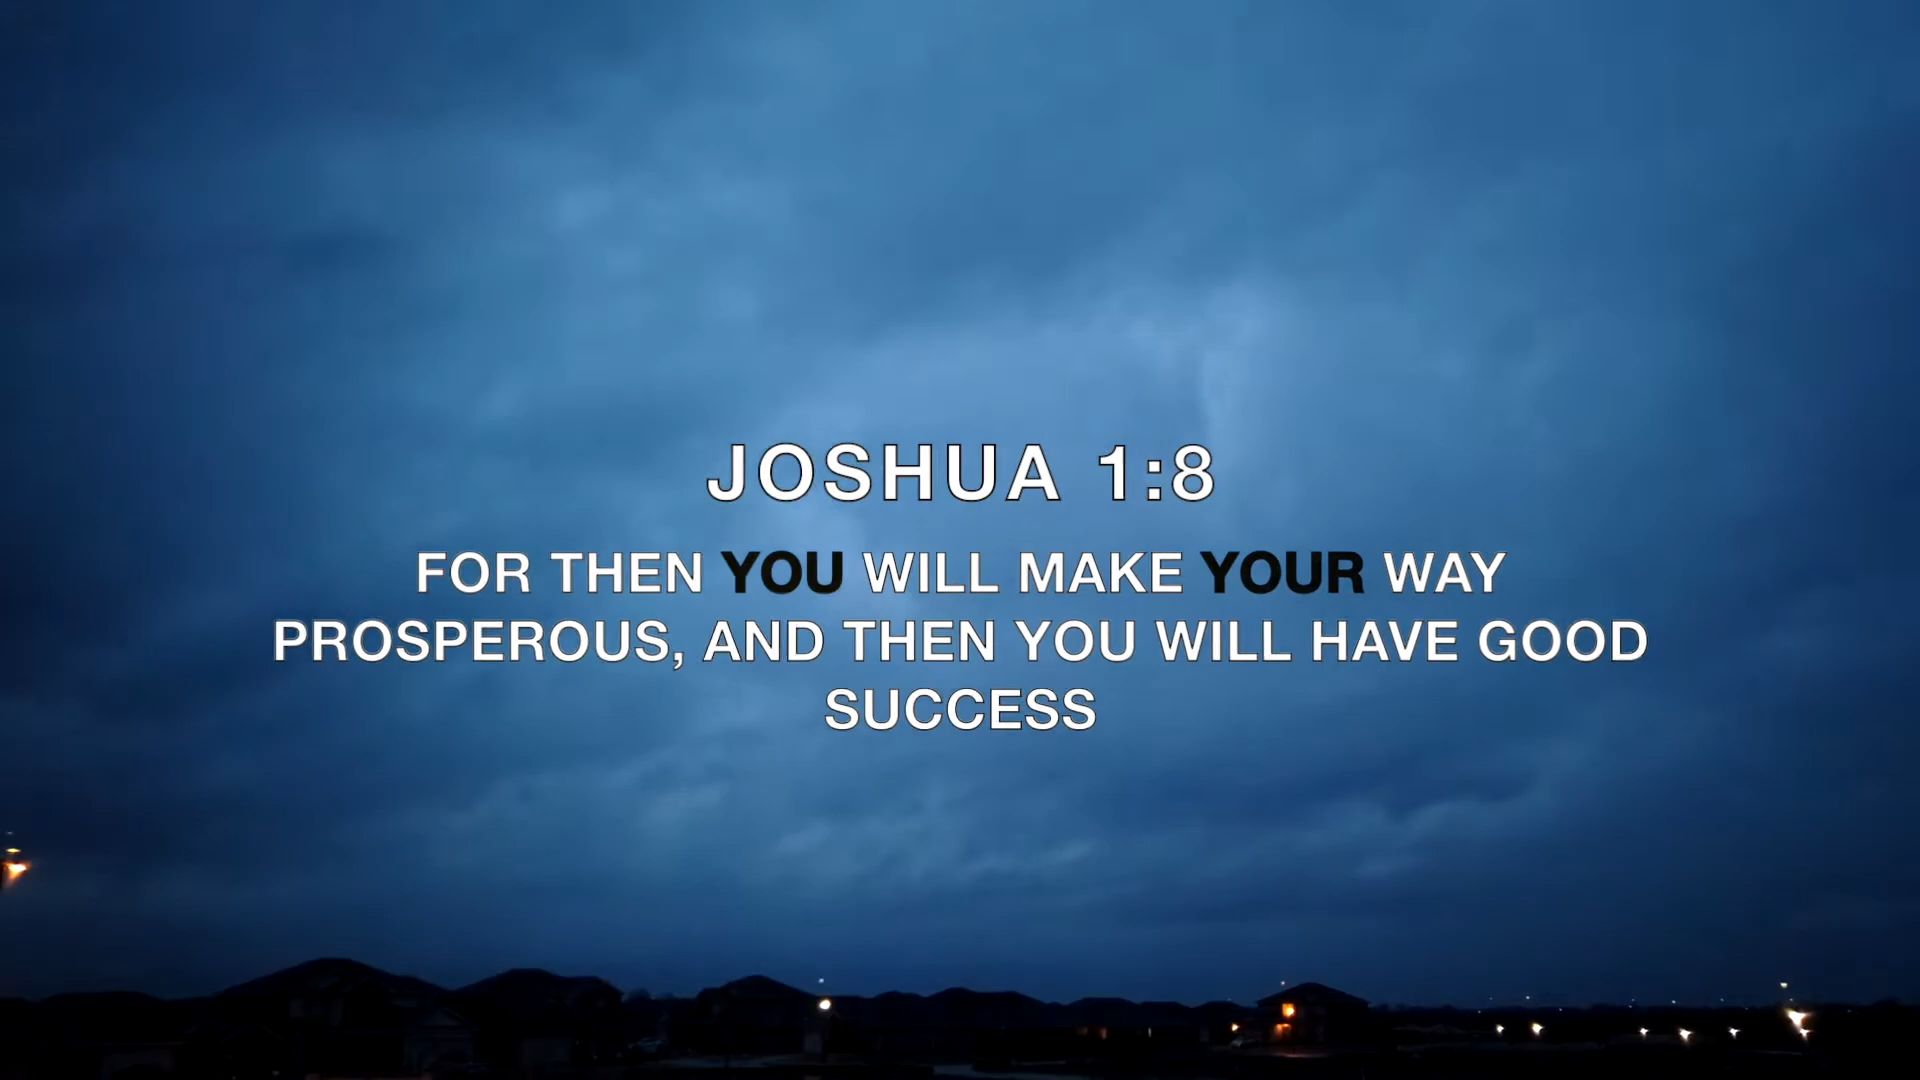 JOSHUA 1:8
FOR THEN YOU WILL MAKE YOUR WAY
PROSPEROUS, AND THEN YOU WILL HAVE GOOD
SUCCESS